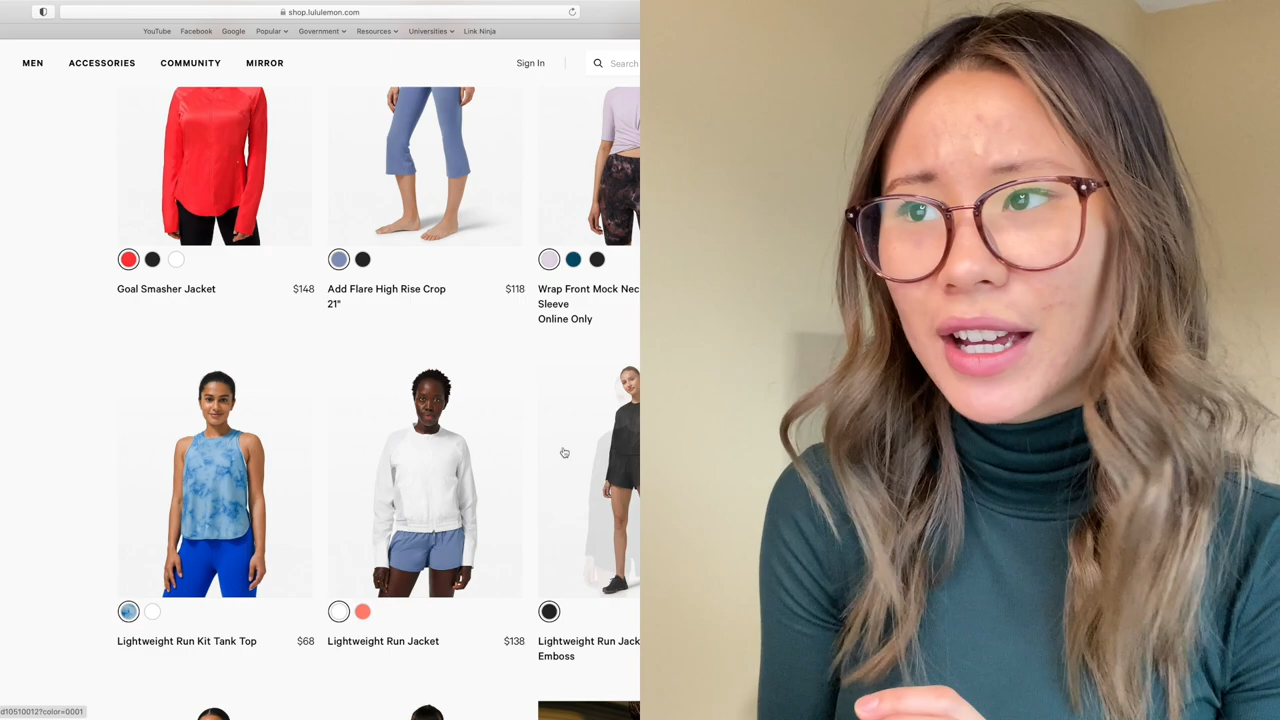 shop.lululemon.com
YouTube Facebook Google Popular Government Resources Universities Link Ninja
MEN ACCESSORIES COMMUNITY MIRROR Sign In Search
Goal Smasher Jacket $148
Add Flare High Rise Crop $118
21"
Wrap Front Mock Nec
Sleeve
Online Only
Lightweight Run Kit Tank Top $68
Lightweight Run Jacket $138
Lightweight Run Jack
Emboss
d10510012?color=0001